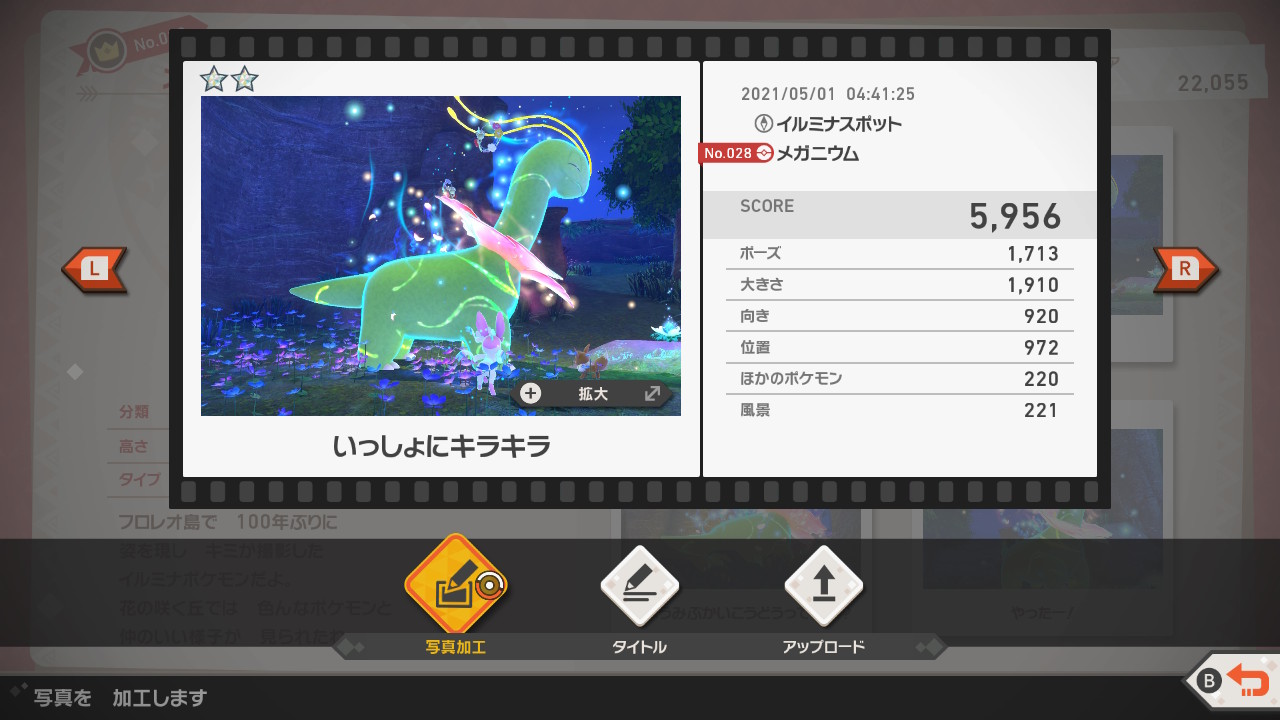 No.0
22,055
2021/05/01 04:41:25
イルミナスポット
No.028 メガニウム
SCORE 5,956
ポーズ 1,713
大きさ 1,910
向き 920
位置 972
ほかのポケモン 220
風景 221
L
R
+ 拡大
いっしょにキラキラ
分類
高さ
タイプ
フロレオ島で 100年ぶりに
姿を現し キミが撮影した
イルミナポケモンだよ。
花の咲く丘では 色んなポケモンと
やったー!
写真加工
タイトル
アップロード
写真を 加工します
B